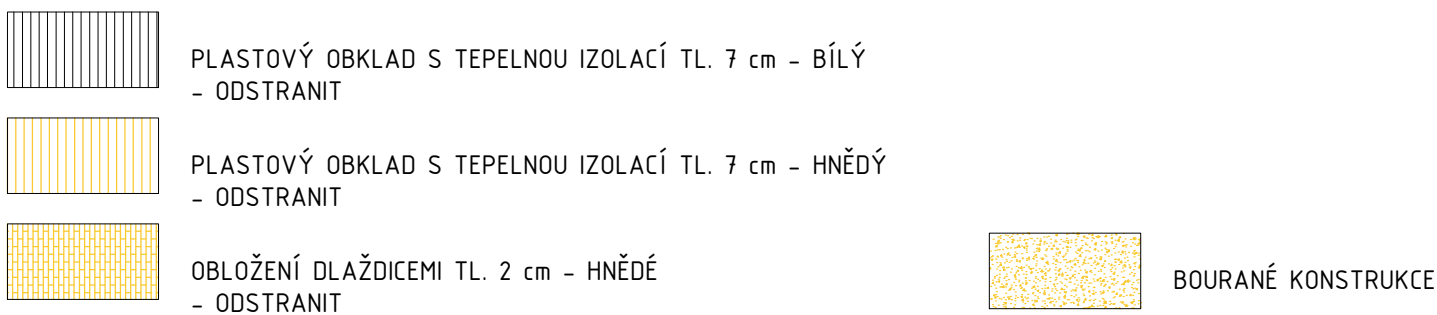 PLASTOVÝ OBKLAD S TEPELNOU IZOLACÍ TL. 7 cm - BÍLÝ
- ODSTRANIT
PLASTOVÝ OBKLAD S TEPELNOU IZOLACÍ TL. 7 cm - HNĚDÝ
- ODSTRANIT
OBLOŽENÍ DLAŽDICEMI TL. 2 cm - HNĚDÉ
- ODSTRANIT
BOURANÉ KONSTRUKCE